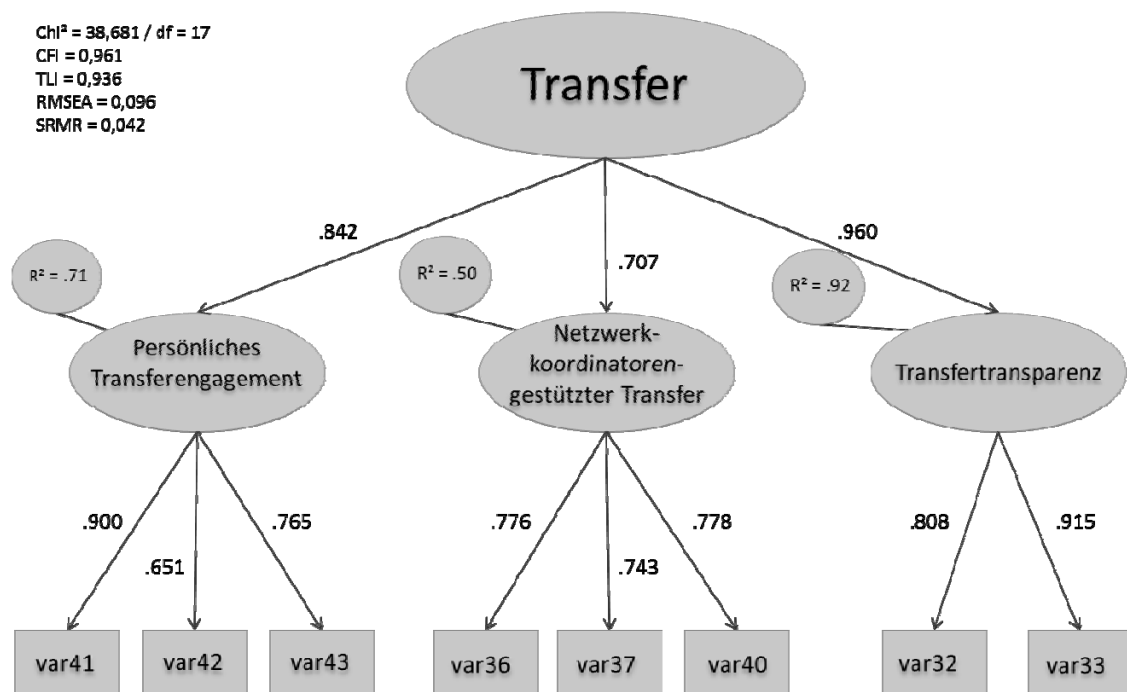 Chi² = 38,681 / df = 17
CFI = 0,961
TLI = 0,936
RMSEA = 0,096
SRMR = 0,042
Transfer
.842
.707
.960
R² = .71
R² = .50
R² = .92
Persönliches
Transferengagement
Netzwerk-
koordinatoren-
gestützter Transfer
Transfertransparenz
.900
.651
.765
.776
.743
.778
.808
.915
var41
var42
var43
var36
var37
var40
var32
var33